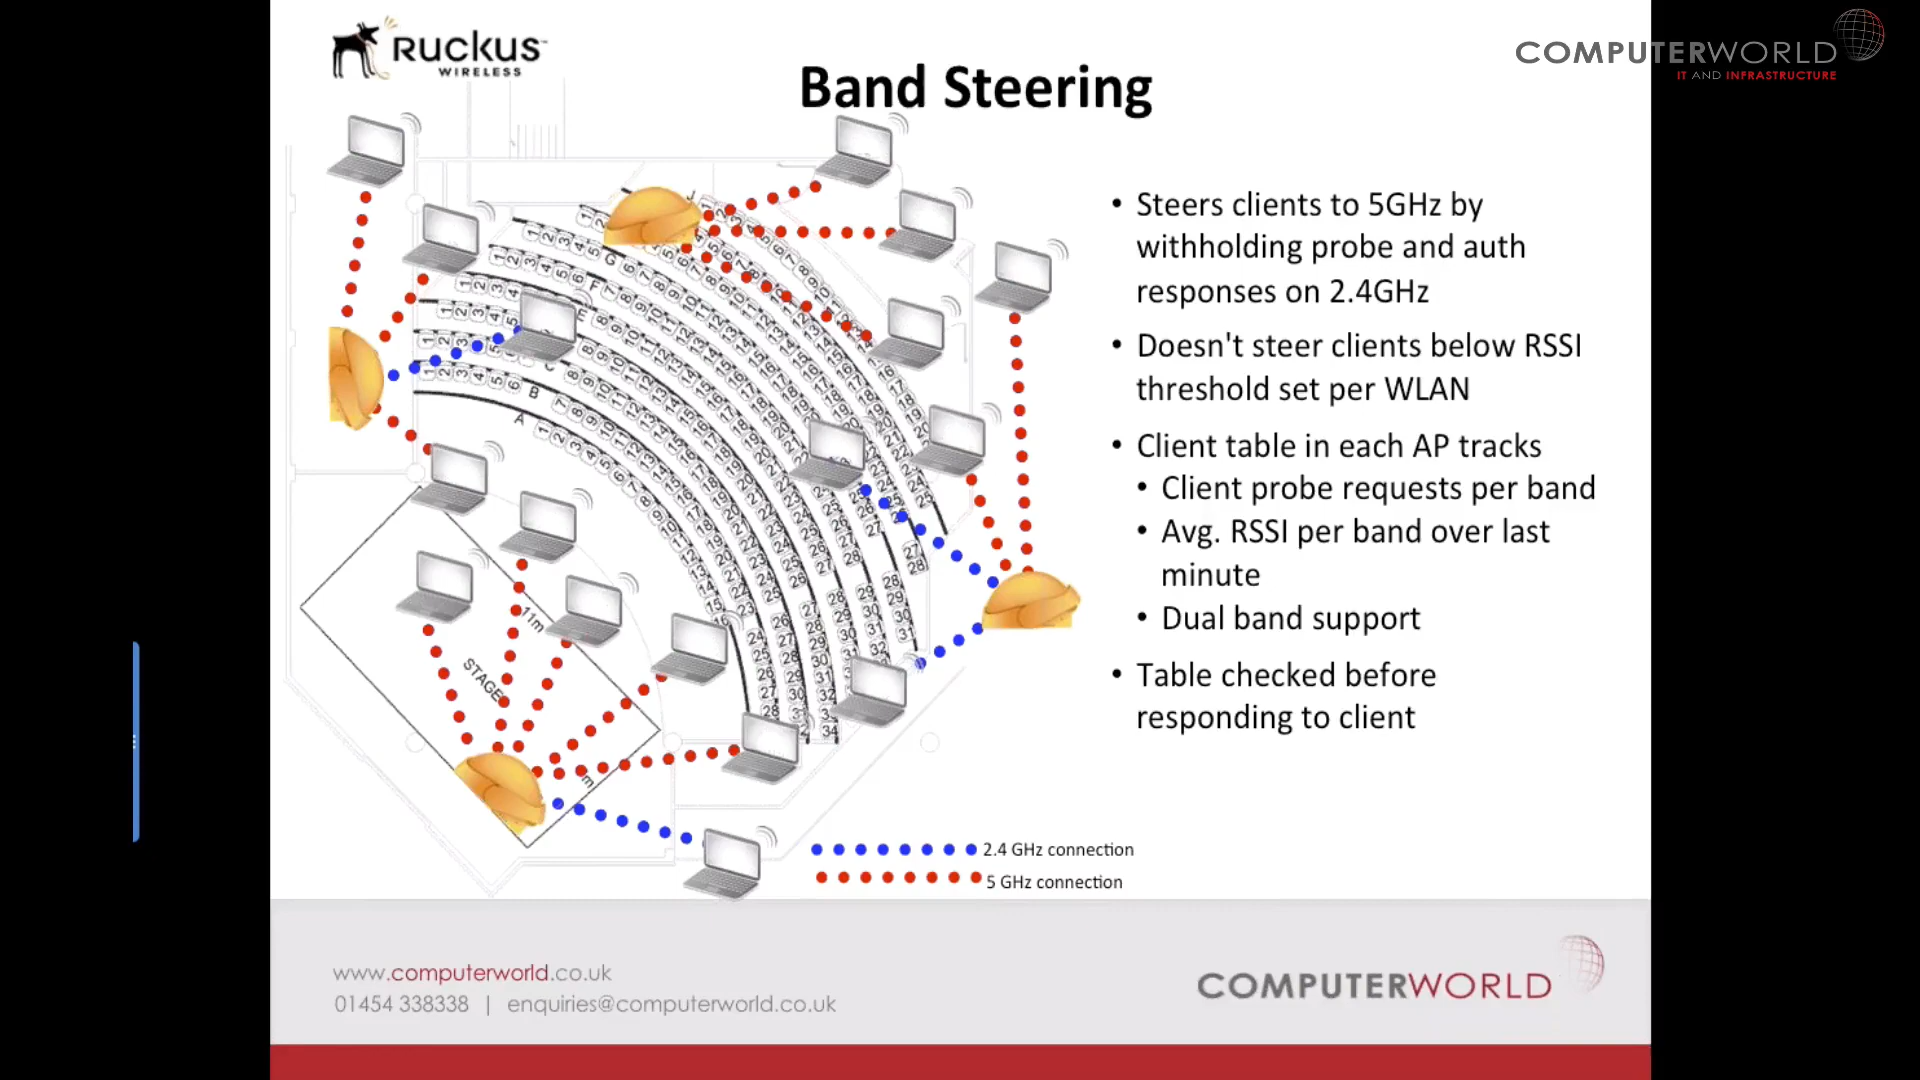 RUCKUS
WIRELESS
COMPUTERWORLD
IT AND INFRASTRUCTURE
Band Steering
• Steers clients to 5GHz by
withholding probe and auth
responses on 2.4GHz
• Doesn't steer clients below RSSI
threshold set per WLAN
• Client table in each AP tracks
• Client probe requests per band
• Avg. RSSI per band over last
minute
• Dual band support
• Table checked before
responding to client
G
F
E
C
B
A
11m
STAGE
2.4 GHz connection
5 GHz connection
www.computerworld.co.uk
01454 338338 | enquiries@computerworld.co.uk
COMPUTERWORLD